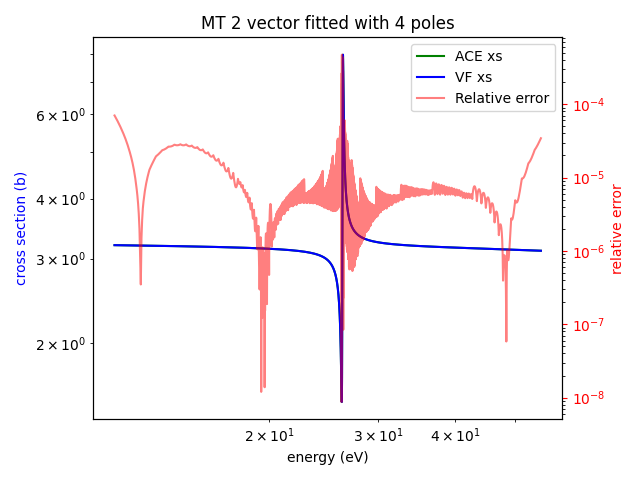 MT 2 vector fitted with 4 poles
ACE xs
VF xs
Relative error
6 × 10⁰
4 × 10⁰
3 × 10⁰
2 × 10⁰
cross section (b)
10⁻⁴
10⁻⁵
10⁻⁶
10⁻⁷
10⁻⁸
relative error
2 × 10¹
3 × 10¹
4 × 10¹
energy (eV)